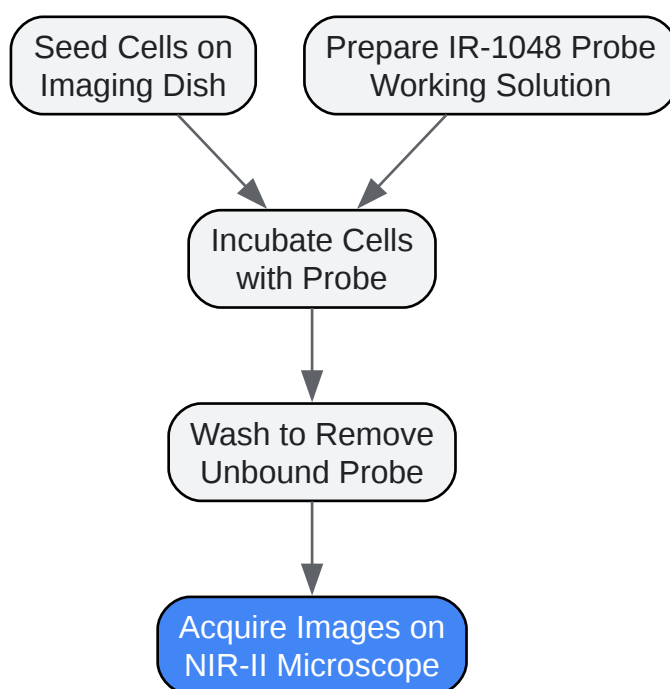 Seed Cells on
Imaging Dish
Prepare IR-1048 Probe
Working Solution
Incubate Cells
with Probe
Wash to Remove
Unbound Probe
Acquire Images on
NIR-II Microscope